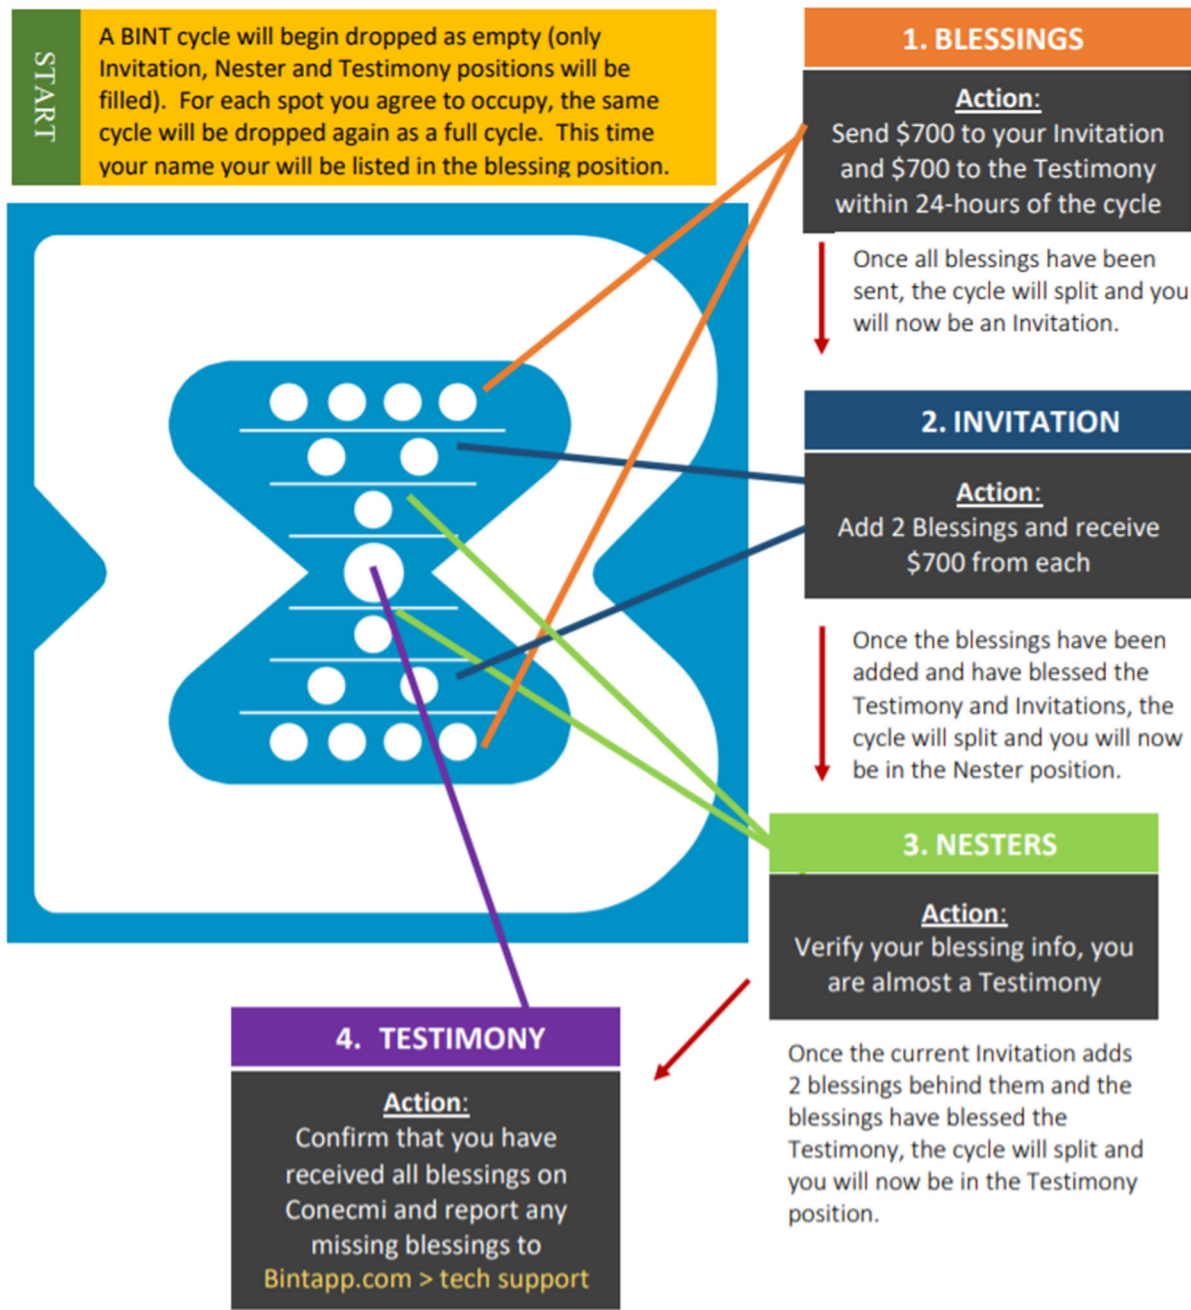 START
A BINT cycle will begin dropped as empty (only
Invitation, Nester and Testimony positions will be
filled).  For each spot you agree to occupy, the same
cycle will be dropped again as a full cycle.  This time
your name your will be listed in the blessing position.
1. BLESSINGS
Action:
Send $700 to your Invitation
and $700 to the Testimony
within 24-hours of the cycle
Once all blessings have been
sent, the cycle will split and you
will now be an Invitation.
2. INVITATION
Action:
Add 2 Blessings and receive
$700 from each
Once the blessings have been
added and have blessed the
Testimony and Invitations, the
cycle will split and you will now
be in the Nester position.
3. NESTERS
Action:
Verify your blessing info, you
are almost a Testimony
Once the current Invitation adds
2 blessings behind them and the
blessings have blessed the
Testimony, the cycle will split and
you will now be in the Testimony
position.
4. TESTIMONY
Action:
Confirm that you have
received all blessings on
Conecmi and report any
missing blessings to
Bintapp.com > tech support